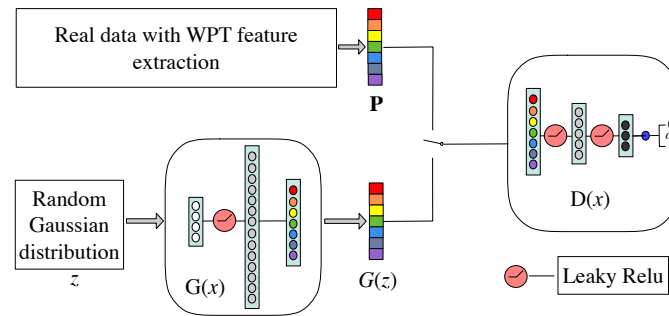 Real data with WPT feature
extraction
P
Random
Gaussian
distribution
z
G(x)
G(z)
D(x)
Leaky Relu